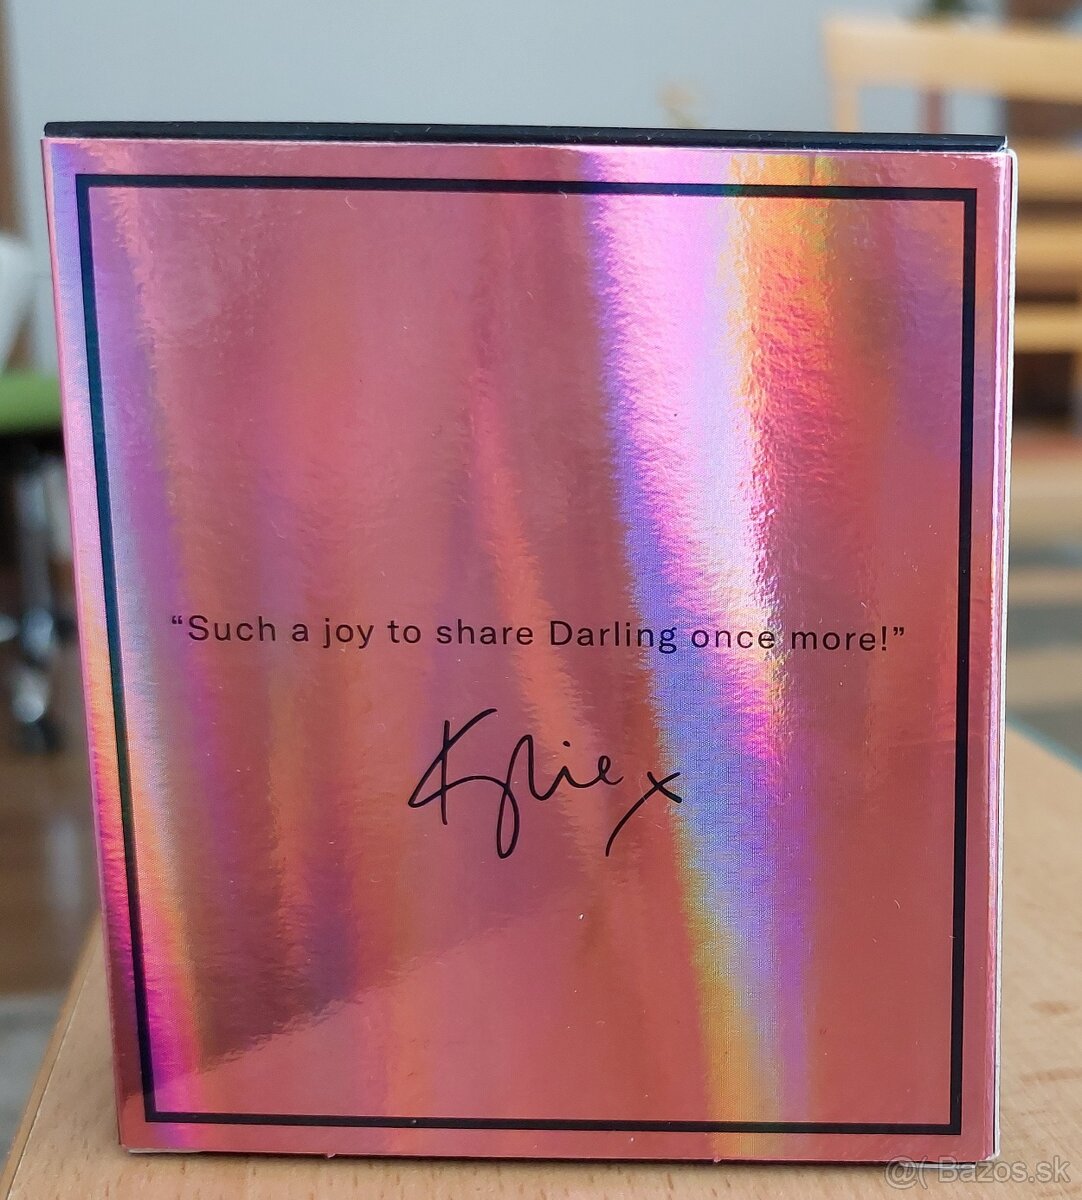 “Such a joy to share Darling once more!”
Kylie x
@( Bazos.sk